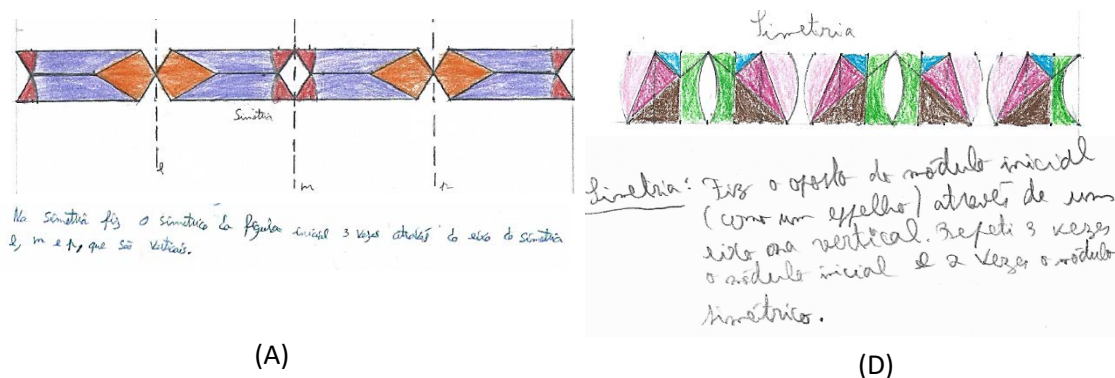 Simetria
l
m
Na simetria fiz o simétrico da figura inicial 3 vezes através do eixo do simetria
l, m e r, que são verticais.
(A)
Simetria
Simetria: Fiz o oposto do módulo inicial
(como um espelho) através de um
eixo na vertical. Repeti 3 vezes
o módulo inicial e 2 vezes o módulo
simétrico.
(D)